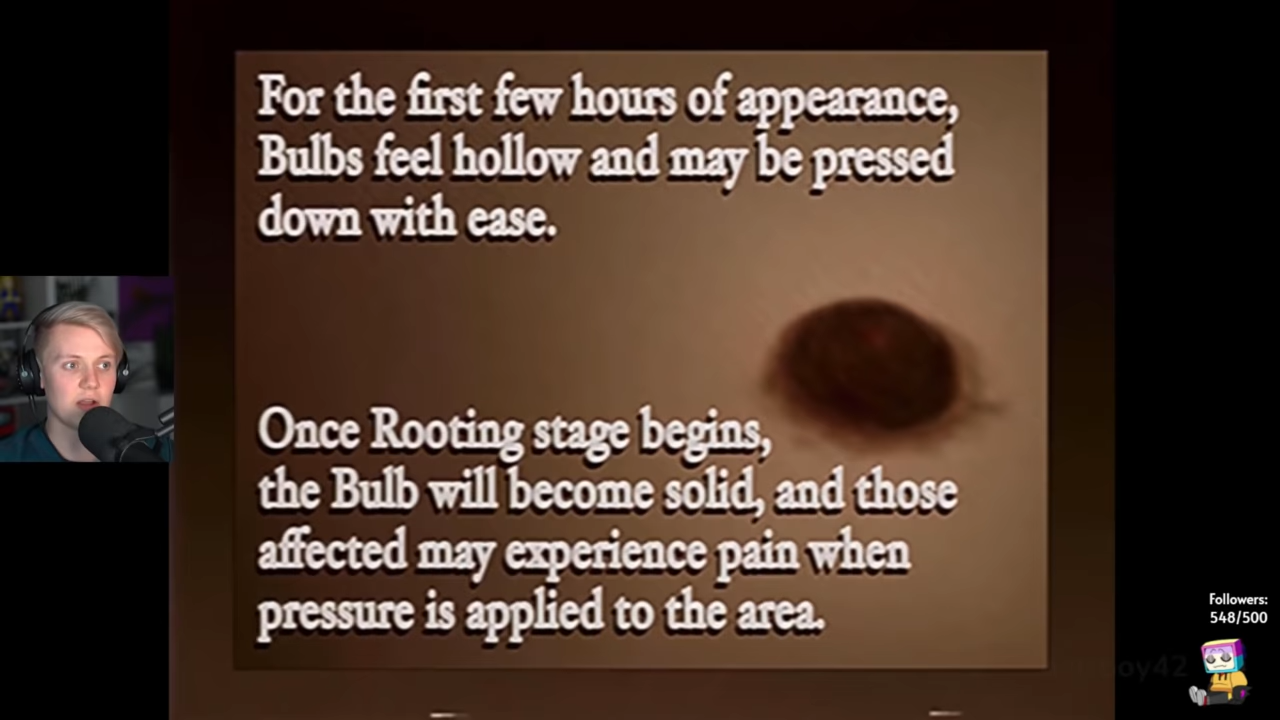 For the first few hours of appearance,
Bulbs feel hollow and may be pressed
down with ease.
Once Rooting stage begins,
the Bulb will become solid, and those
affected may experience pain when
pressure is applied to the area.
Followers:
548/500